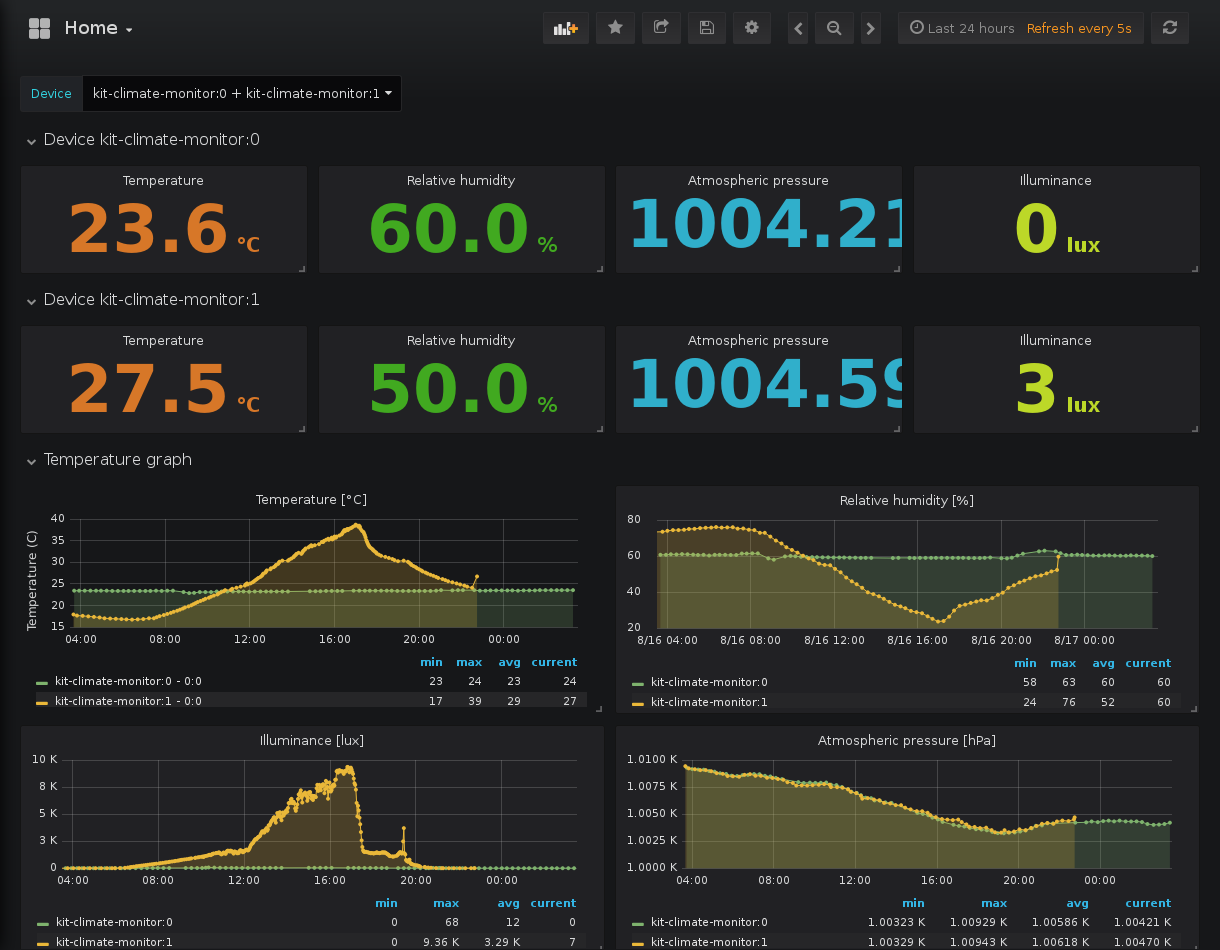 Home
Last 24 hours Refresh every 5s
Device kit-climate-monitor:0 + kit-climate-monitor:1
Device kit-climate-monitor:0
Temperature Relative humidity Atmospheric pressure Illuminance
23.6 °C 60.0 % 1004.21 0 lux
Device kit-climate-monitor:1
Temperature Relative humidity Atmospheric pressure Illuminance
27.5 °C 50.0 % 1004.59 3 lux
Temperature graph
Temperature [°C]
Temperature (C)
40
35
30
25
20
15
04:00 08:00 12:00 16:00 20:00 00:00
min max avg current
kit-climate-monitor:0 - 0:0 23 24 23 24
kit-climate-monitor:1 - 0:0 17 39 29 27
Relative humidity [%]
80
60
40
20
8/16 04:00 8/16 08:00 8/16 12:00 8/16 16:00 8/16 20:00 8/17 00:00
min max avg current
kit-climate-monitor:0 58 63 60 60
kit-climate-monitor:1 24 76 52 60
Illuminance [lux]
10 K
8 K
5 K
3 K
0
04:00 08:00 12:00 16:00 20:00 00:00
min max avg current
kit-climate-monitor:0 0 68 12 0
kit-climate-monitor:1 0 9.36 K 3.29 K 7
Atmospheric pressure [hPa]
1.0100 K
1.0075 K
1.0050 K
1.0025 K
1.0000 K
04:00 08:00 12:00 16:00 20:00 00:00
min max avg current
kit-climate-monitor:0 1.00323 K 1.00929 K 1.00586 K 1.00421 K
kit-climate-monitor:1 1.00329 K 1.00943 K 1.00618 K 1.00470 K